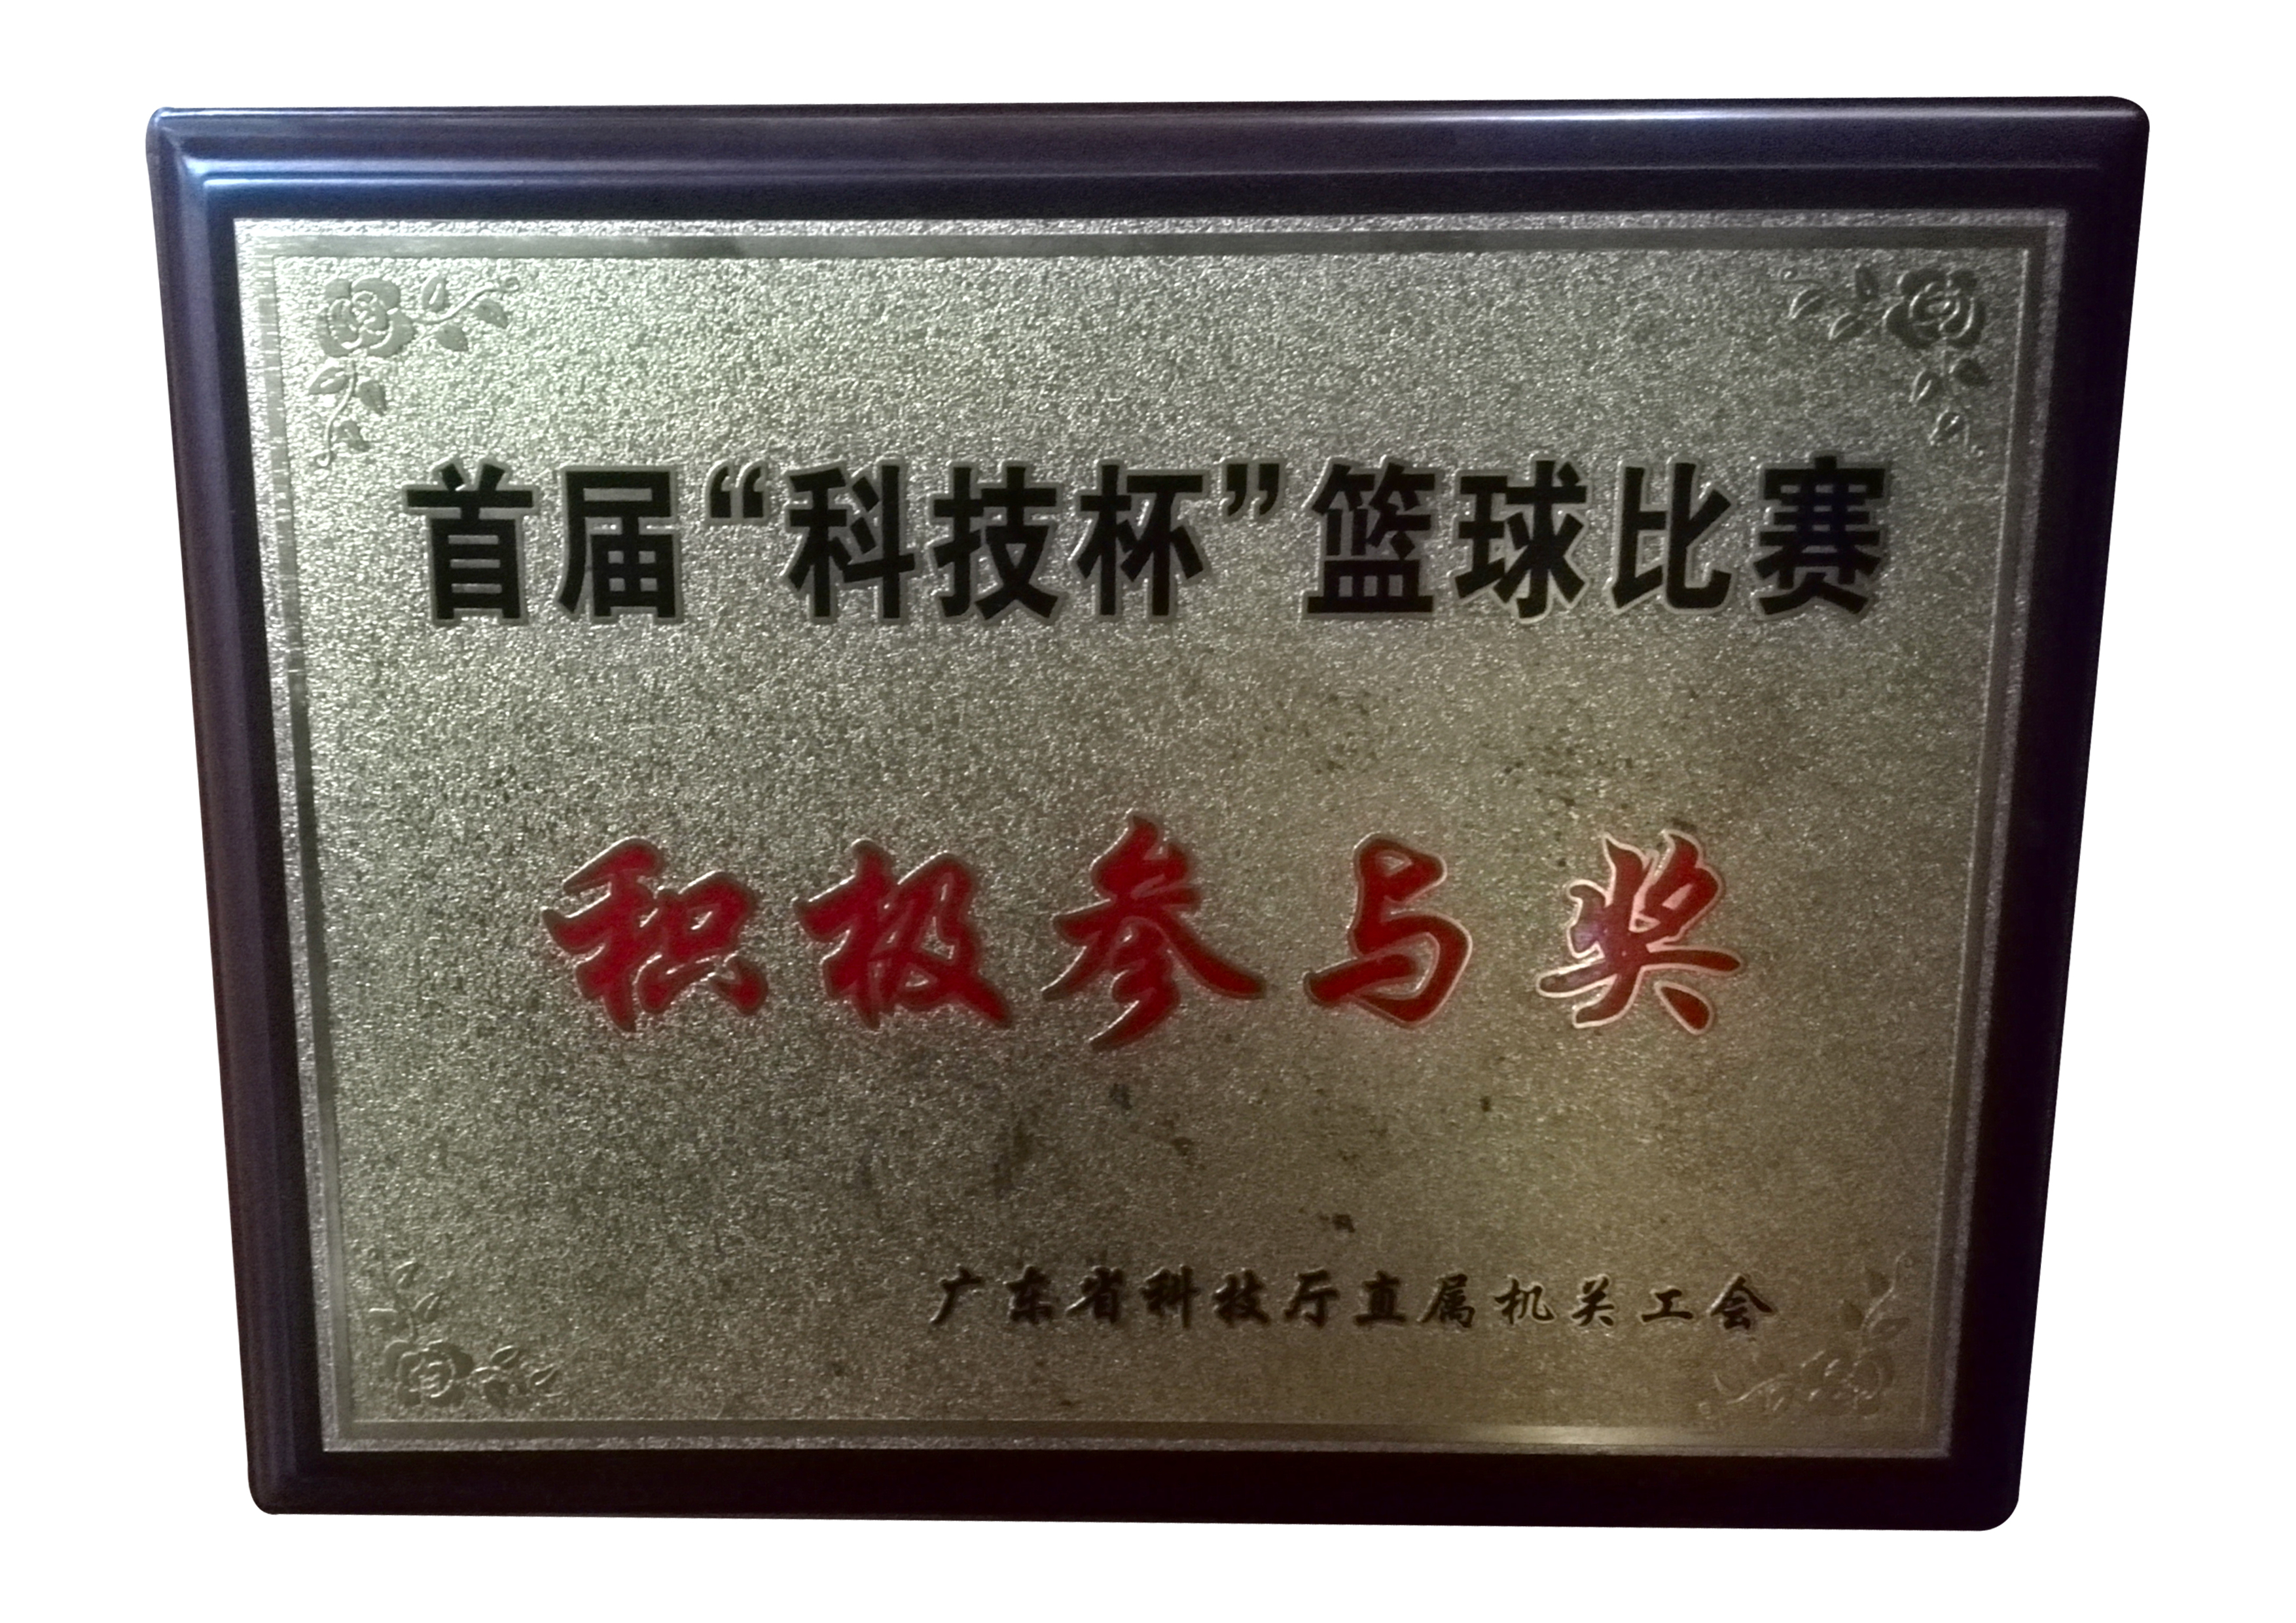 首届“科技杯”篮球比赛
积极参与奖
广东省科技厅直属机关工会